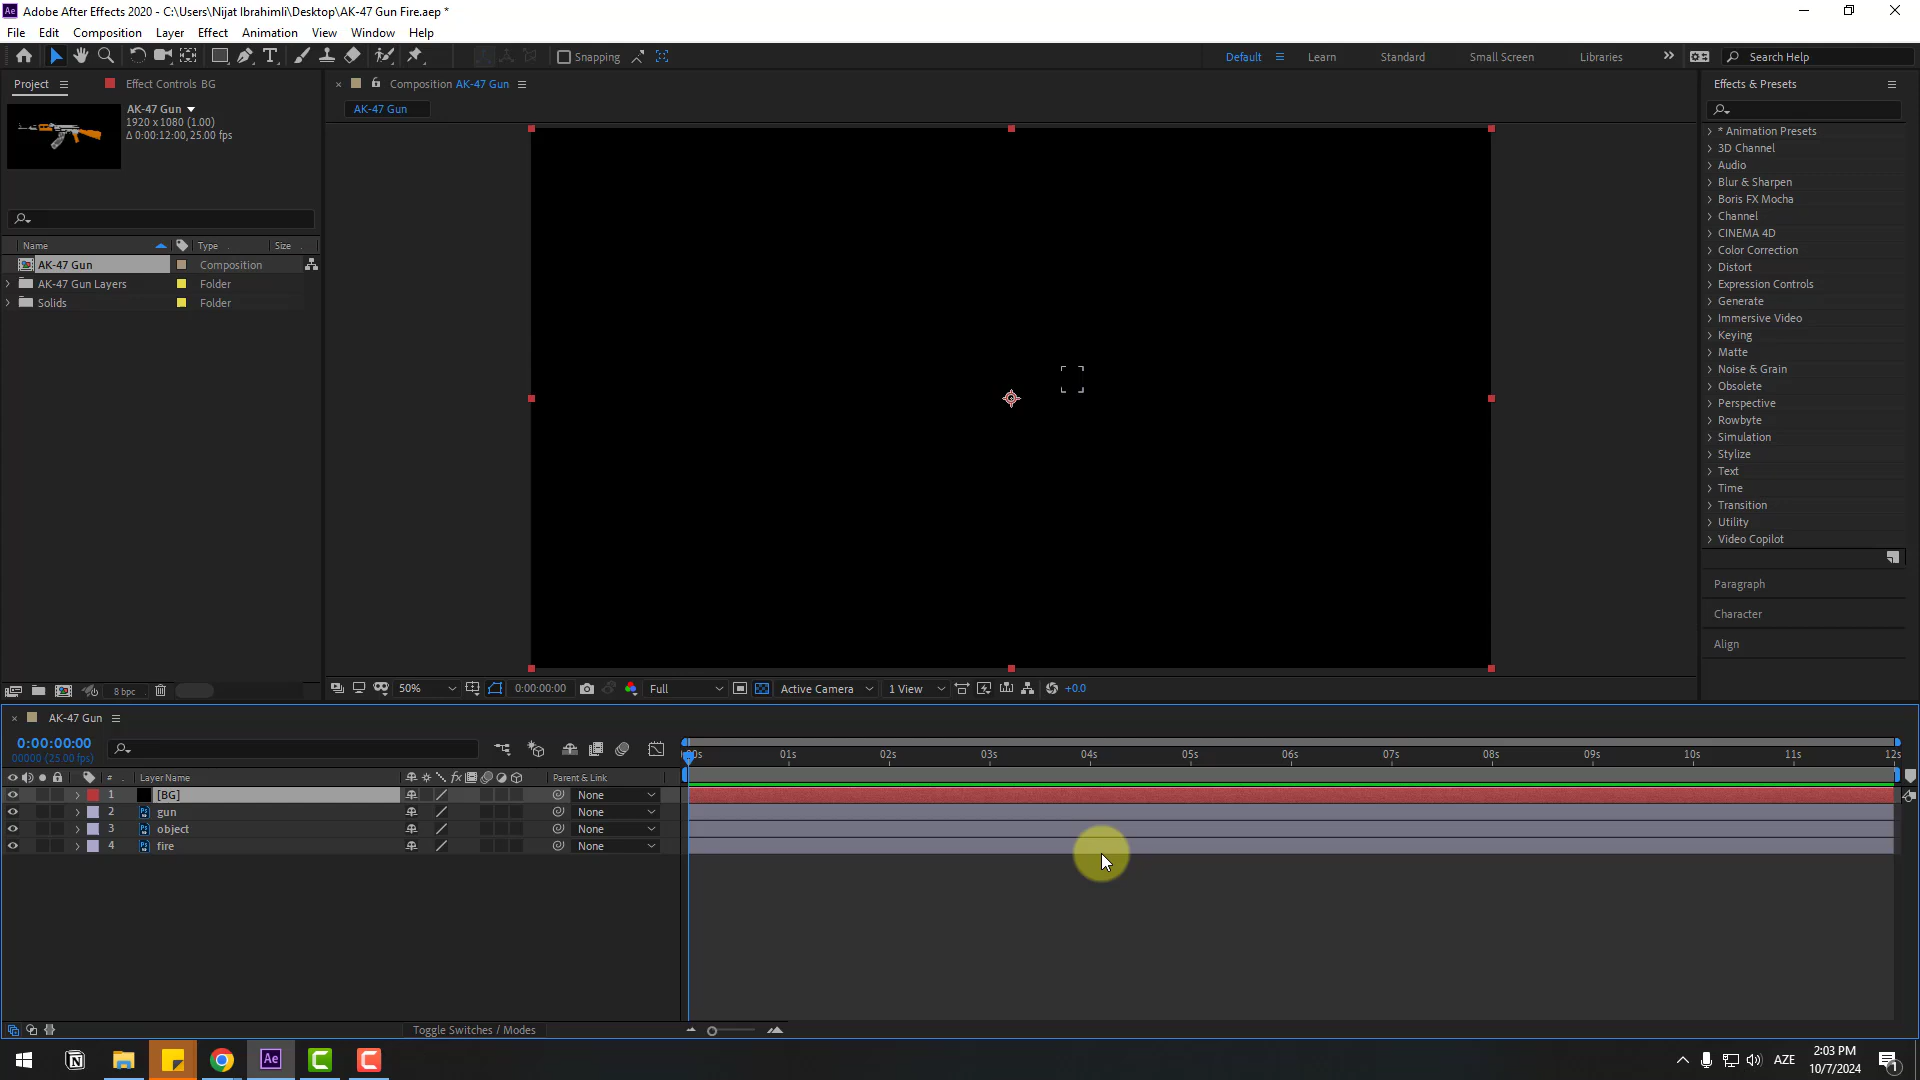 Adobe After Effects 2020 - C:\Users\Nijat Ibrahimli\Desktop\AK-47 Gun Fire.aep *
File Edit Composition Layer Effect Animation View Window Help
Snapping Default Learn Standard Small Screen Libraries Search Help
Project Effect Controls BG Composition AK-47 Gun Effects & Presets
AK-47 Gun
1920 x 1080 (1.00)
Δ 0:00:12:00, 25.00 fps
AK-47 Gun
Name Type Size
AK-47 Gun Composition
AK-47 Gun Layers Folder
Solids Folder
* Animation Presets
3D Channel
Audio
Blur & Sharpen
Boris FX Mocha
Channel
CINEMA 4D
Color Correction
Distort
Expression Controls
Generate
Immersive Video
Keying
Matte
Noise & Grain
Obsolete
Perspective
Rowbyte
Simulation
Stylize
Text
Time
Transition
Utility
Video Copilot
Paragraph
Character
Align
8 bpc 50% 0:00:00:00 Full Active Camera 1 View +0.0
AK-47 Gun
0:00:00:00
00000 (25.00 fps)
00s 01s 02s 03s 04s 05s 06s 07s 08s 09s 10s 11s 12s
# Layer Name fx Parent & Link
1 [BG] None
2 Ps gun None
3 Ps object None
4 Ps fire None
Toggle Switches / Modes
AZE 2:03 PM
10/7/2024